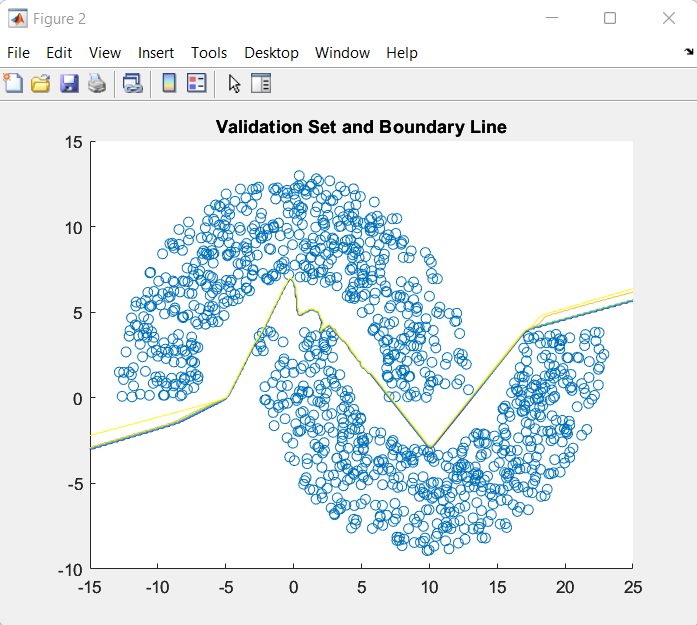 Figure 2
File Edit View Insert Tools Desktop Window Help
Validation Set and Boundary Line
15
10
5
0
-5
-10
-15 -10 -5 0 5 10 15 20 25